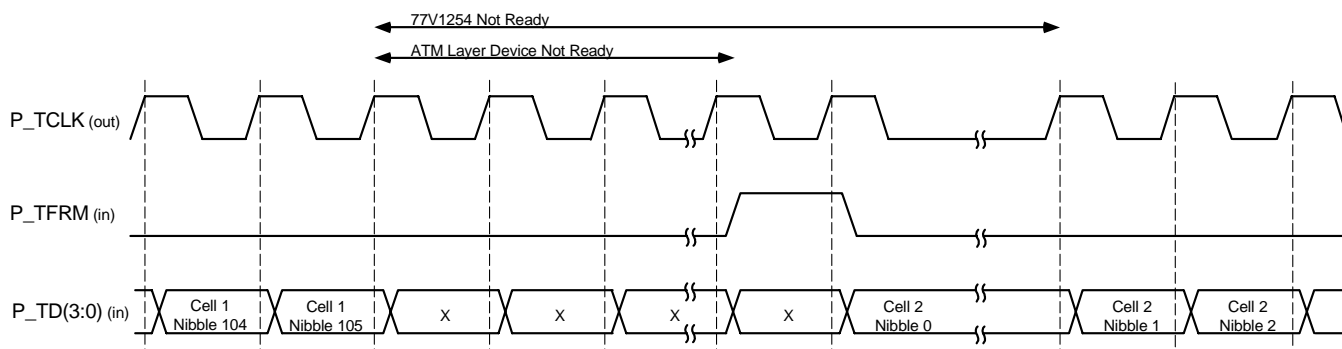 77V1254 Not Ready
ATM Layer Device Not Ready
P_TCLK (out)
P_TFRM (in)
P_TD(3:0) (in)
Cell 1
Nibble 104
Cell 1
Nibble 105
X
X
X
X
Cell 2
Nibble 0
Cell 2
Nibble 1
Cell 2
Nibble 2